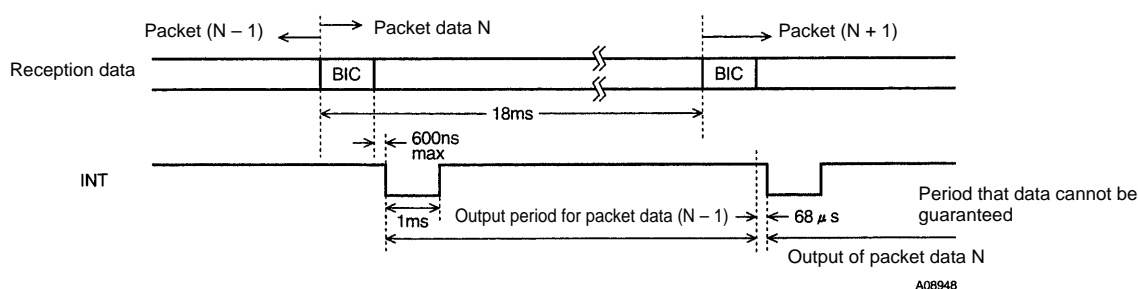 Packet (N – 1)
Packet data N
Packet (N + 1)
Reception data
BIC
BIC
18ms
600ns
max
INT
1ms
Output period for packet data (N – 1)
68 μs
Period that data cannot be
guaranteed
Output of packet data N
A08948